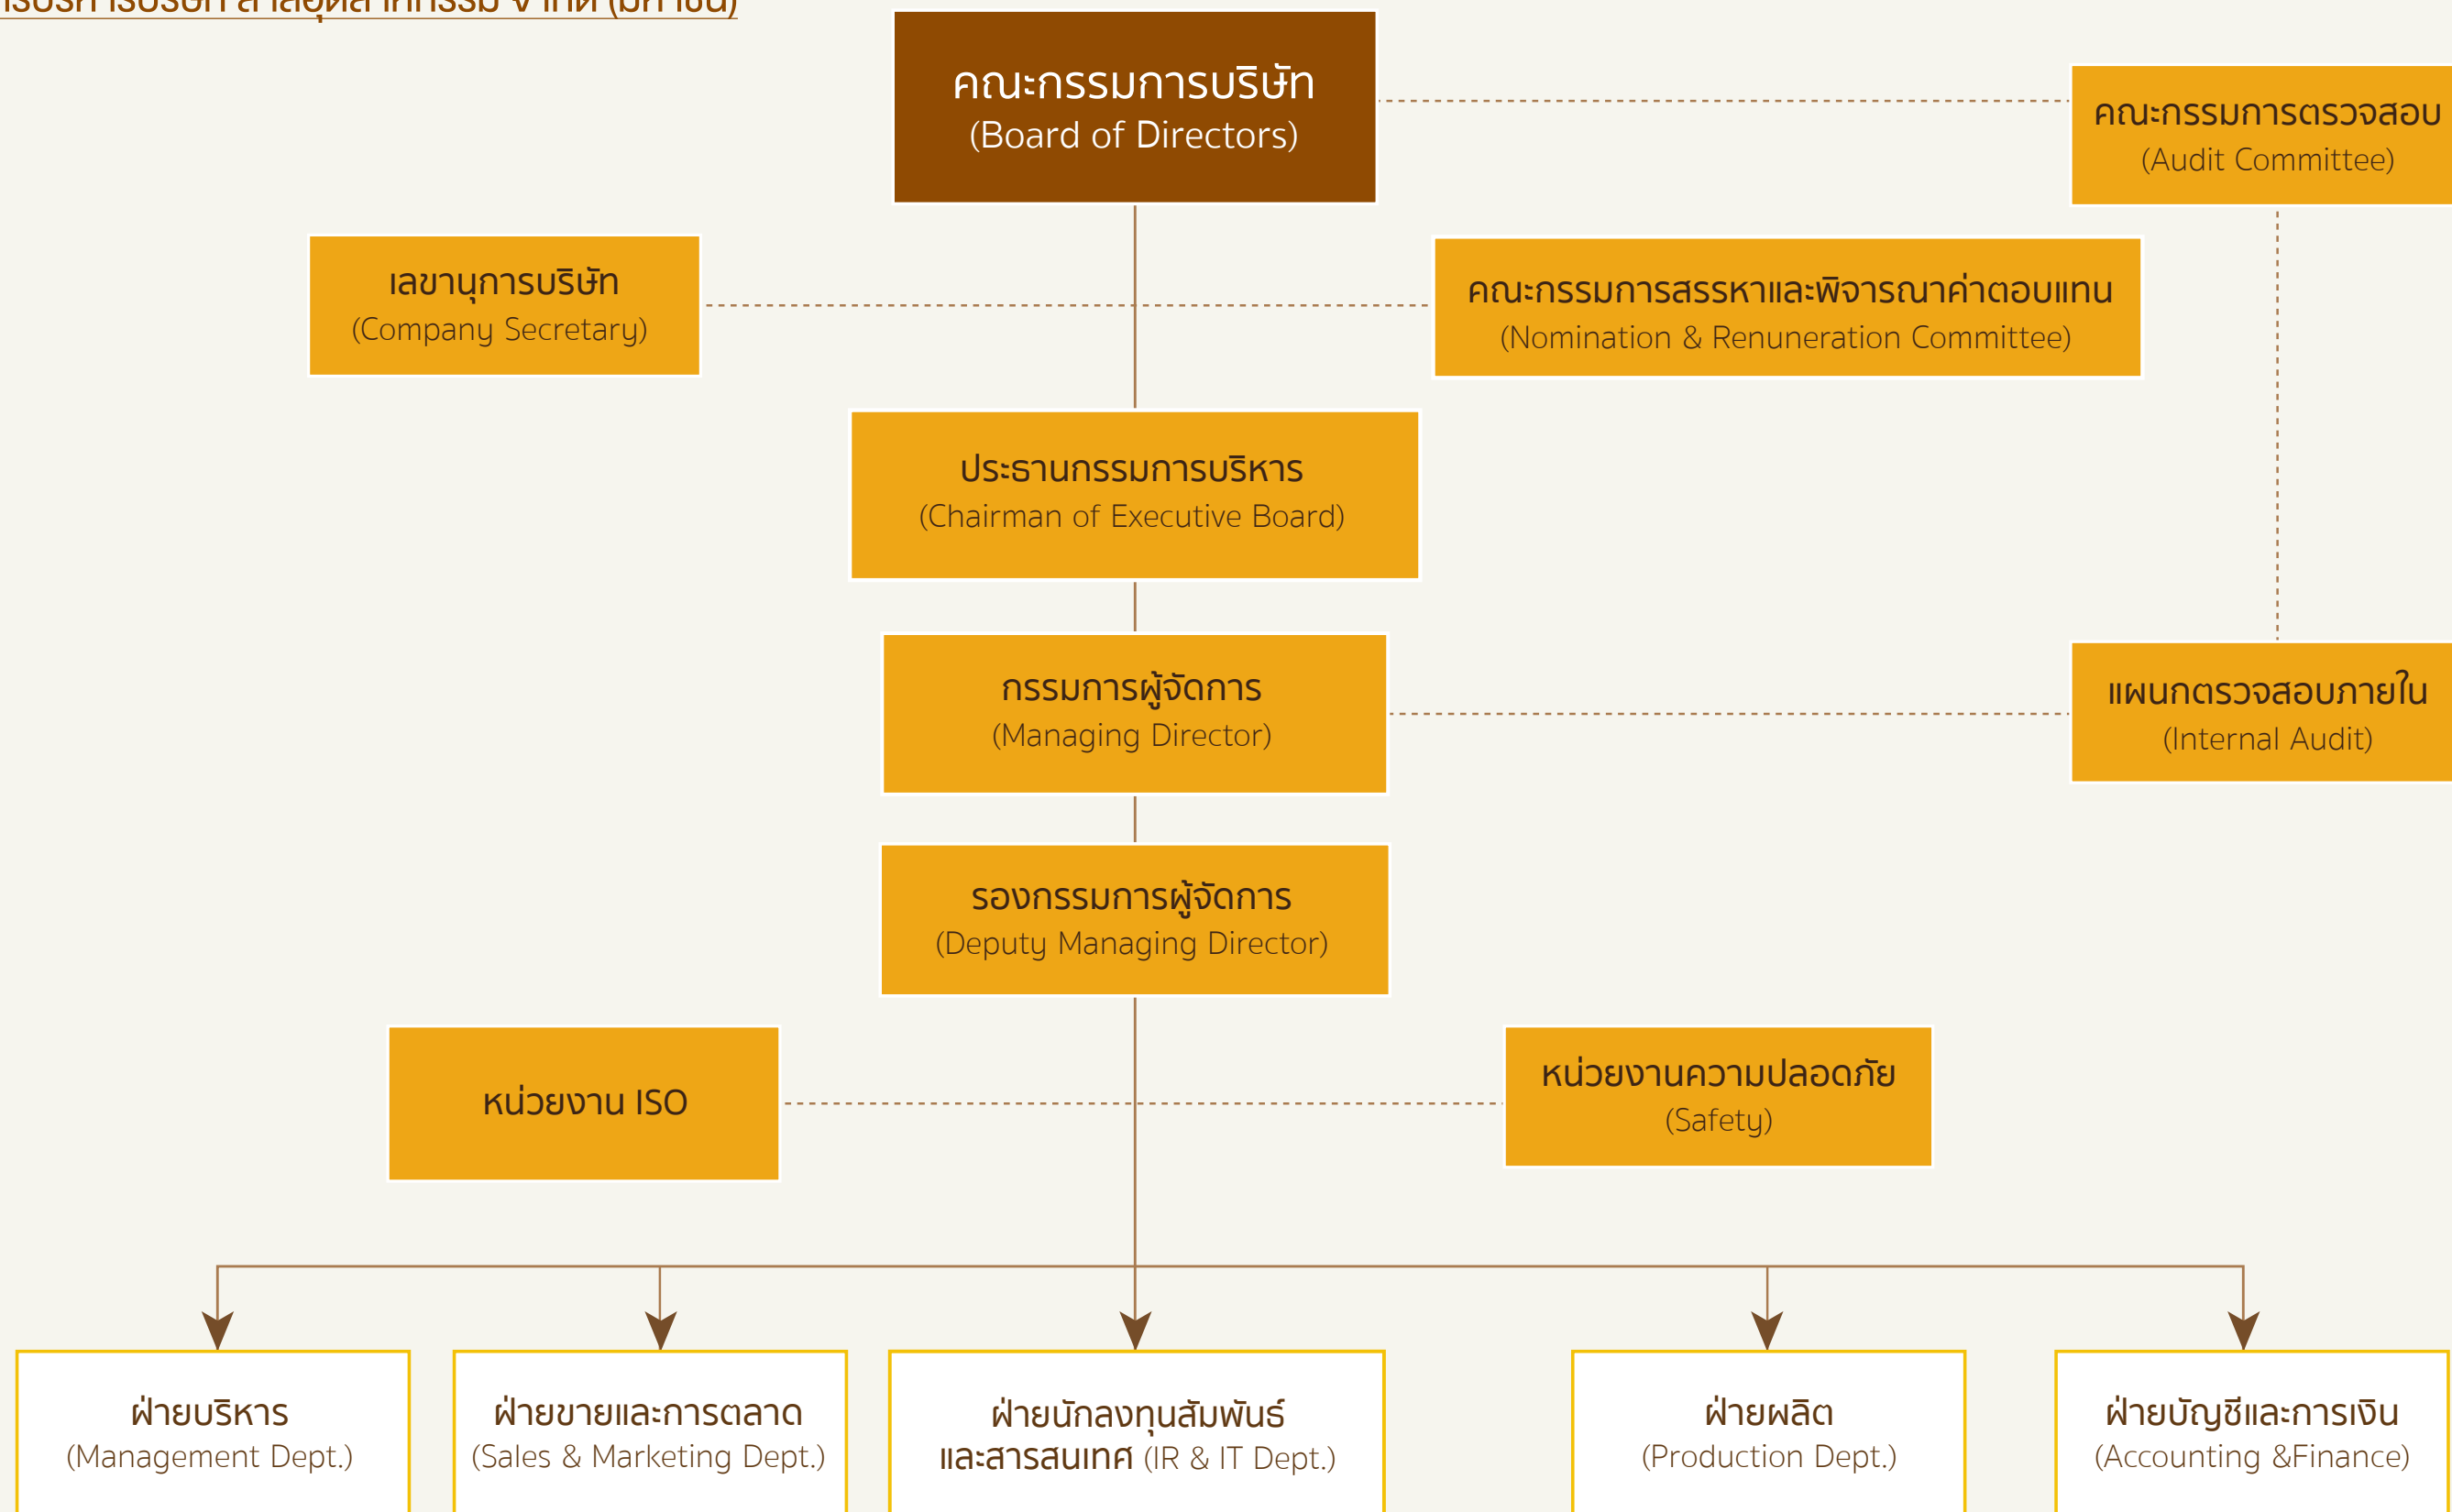 คณะกรรมการบริษัท
(Board of Directors)
คณะกรรมการตรวจสอบ
(Audit Committee)
เลขานุการบริษัท
(Company Secretary)
คณะกรรมการสรรหาและพิจารณาค่าตอบแทน
(Nomination & Renuneration Committee)
ประธานกรรมการบริหาร
(Chairman of Executive Board)
กรรมการผู้จัดการ
(Managing Director)
แผนกตรวจสอบภายใน
(Internal Audit)
รองกรรมการผู้จัดการ
(Deputy Managing Director)
หน่วยงาน ISO
หน่วยงานความปลอดภัย
(Safety)
ฝ่ายบริหาร
(Management Dept.)
ฝ่ายขายและการตลาด
(Sales & Marketing Dept.)
ฝ่ายนักลงทุนสัมพันธ์
และสารสนเทศ (IR & IT Dept.)
ฝ่ายผลิต
(Production Dept.)
ฝ่ายบัญชีและการเงิน
(Accounting &Finance)